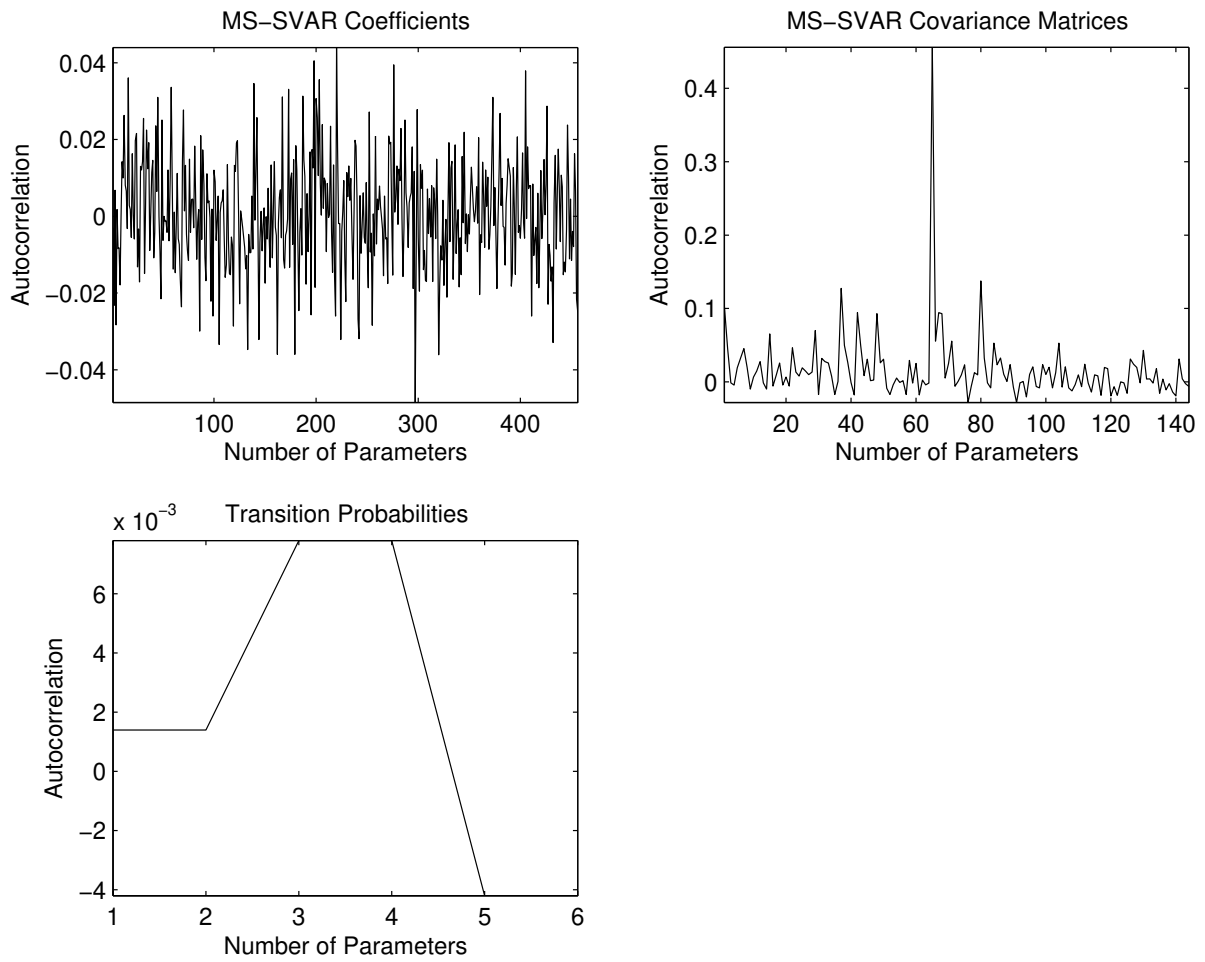 MS−SVAR Coefficients
0.04
0.02
0
−0.02
−0.04
Autocorrelation
100 200 300 400
Number of Parameters
MS−SVAR Covariance Matrices
0.4
0.3
0.2
0.1
0
Autocorrelation
20 40 60 80 100 120 140
Number of Parameters
x 10−3
Transition Probabilities
6
4
2
0
−2
−4
Autocorrelation
1 2 3 4 5 6
Number of Parameters